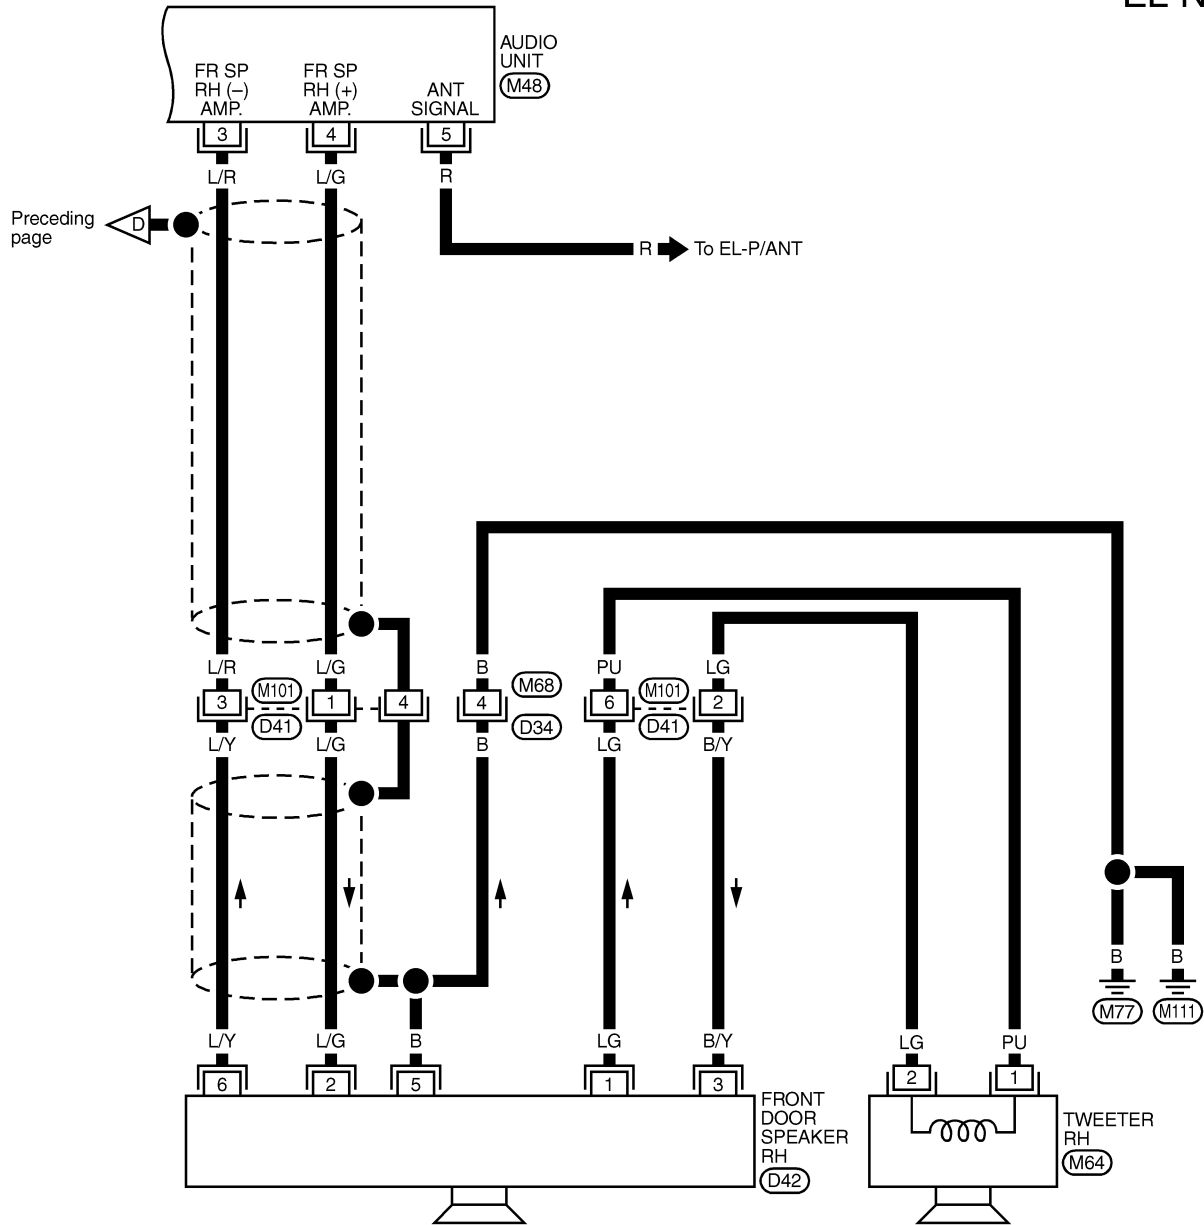 EL-N
AUDIO
UNIT
M48
FR SP
RH (–)
AMP.
FR SP
RH (+)
AMP.
ANT
SIGNAL
3
4
5
L/R
L/G
R
Preceding
page
D
R
To EL-P/ANT
L/R
L/G
B
PU
LG
3
M101
D41
1
4
4
M68
D34
6
M101
D41
2
L/Y
L/G
B
LG
B/Y
B
B
M77
M111
L/Y
L/G
B
LG
B/Y
LG
PU
6
2
5
1
3
2
1
FRONT
DOOR
SPEAKER
RH
D42
TWEETER
RH
M64